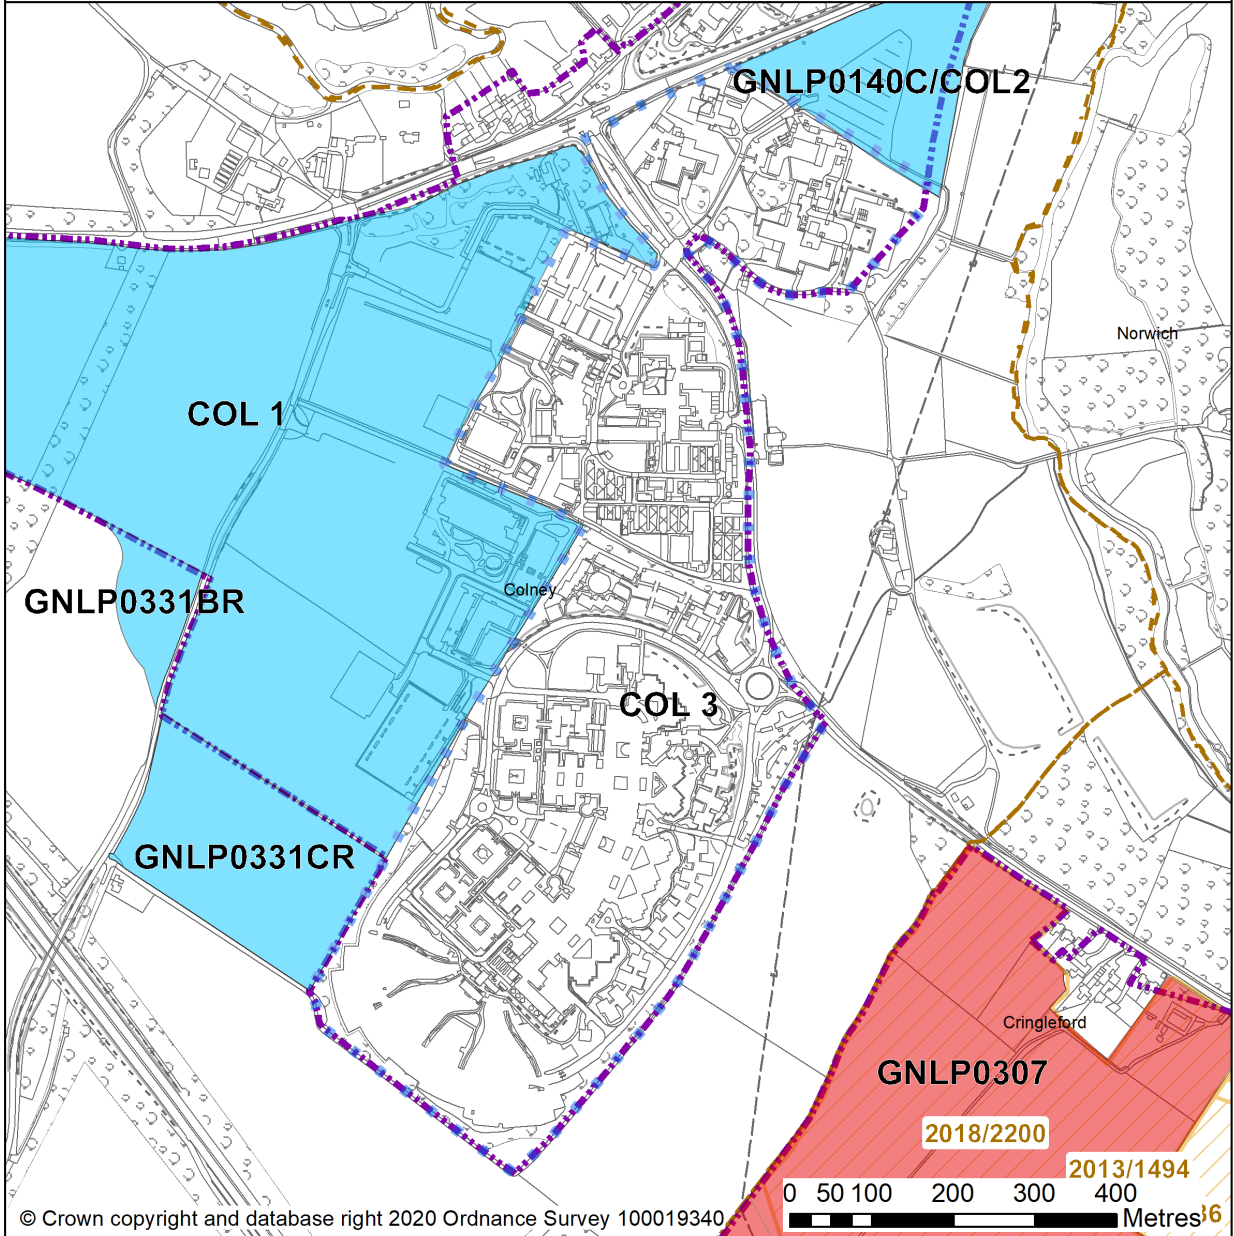 GNLP0140C/COL2
Norwich
COL 1
Colney
GNLP0331BR
COL 3
GNLP0331CR
Cringleford
GNLP0307
2018/2200
2013/1494
0 50 100 200 300 400
Metres
36
© Crown copyright and database right 2020 Ordnance Survey 100019340